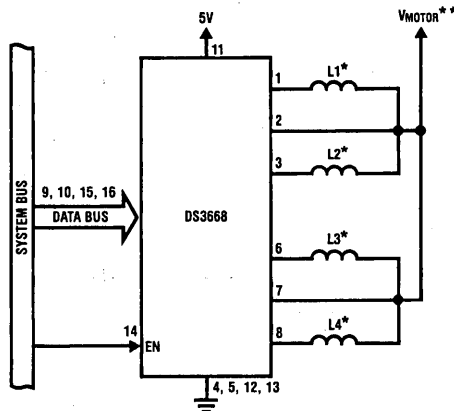 5V
VMOTOR**
11
1
L1*
2
3
L2*
SYSTEM BUS
9, 10, 15, 16
DATA BUS
DS3668
6
L3*
7
14
EN
8
L4*
4, 5, 12, 13